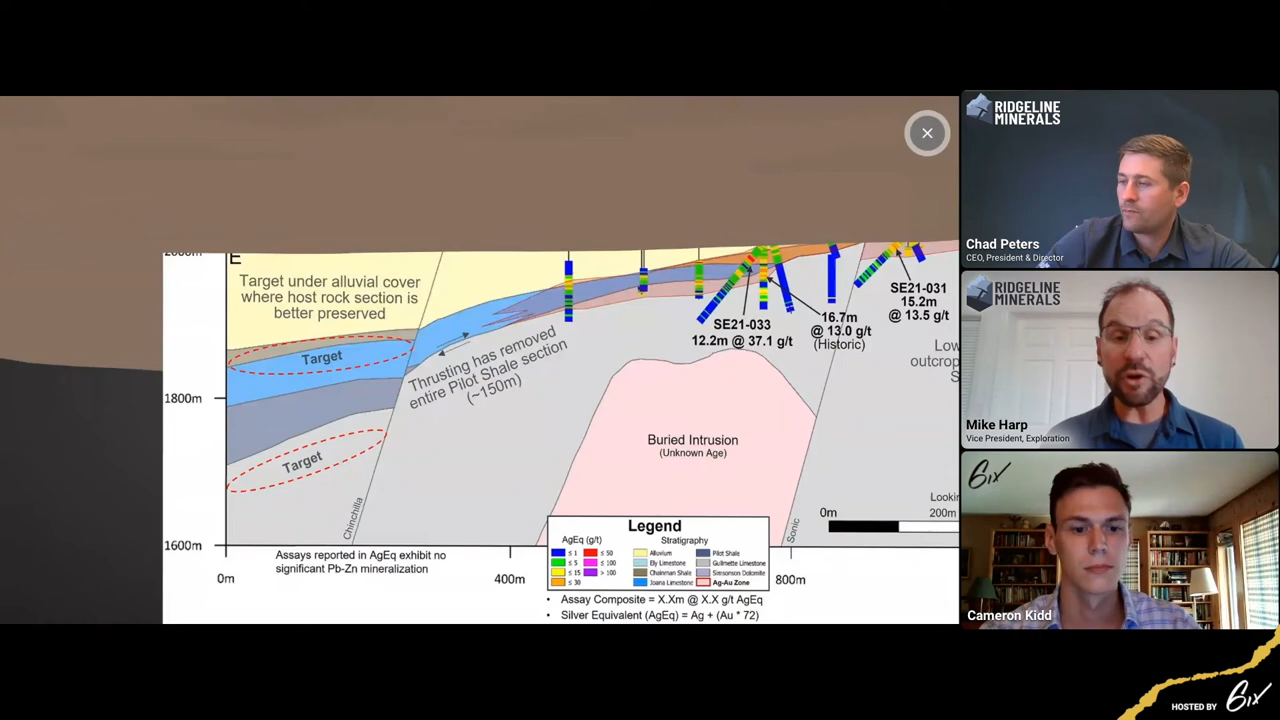 E
Target under alluvial cover
where host rock section is
better preserved
Target
Target
Thrusting has removed
entire Pilot Shale section
(~150m)
SE21-033
12.2m @ 37.1 g/t
16.7m
@ 13.0 g/t
(Historic)
SE21-031
15.2m
@ 13.5 g/t
Low
outcrop
S
1800m
1600m
Chinchilla
Sonic
Buried Intrusion
(Unknown Age)
Lookin
0m
200m
Legend
AgEq (g/t)
Stratigraphy
≤ 1
≤ 5
≤ 15
≤ 30
≤ 50
≤ 100
> 100
Alluvium
Ely Limestone
Chainman Shale
Joana Limestone
Pilot Shale
Guilmette Limestone
Simonson Dolomite
Ag-Au Zone
Assays reported in AgEq exhibit no
significant Pb-Zn mineralization
0m
400m
800m
• Assay Composite = X.Xm @ X.X g/t AgEq
• Silver Equivalent (AgEq) = Ag + (Au * 72)
RIDGELINE
MINERALS
Chad Peters
CEO, President & Director
RIDGELINE
MINERALS
Mike Harp
Vice President, Exploration
6ix
Cameron Kidd
HOSTED BY 6ix